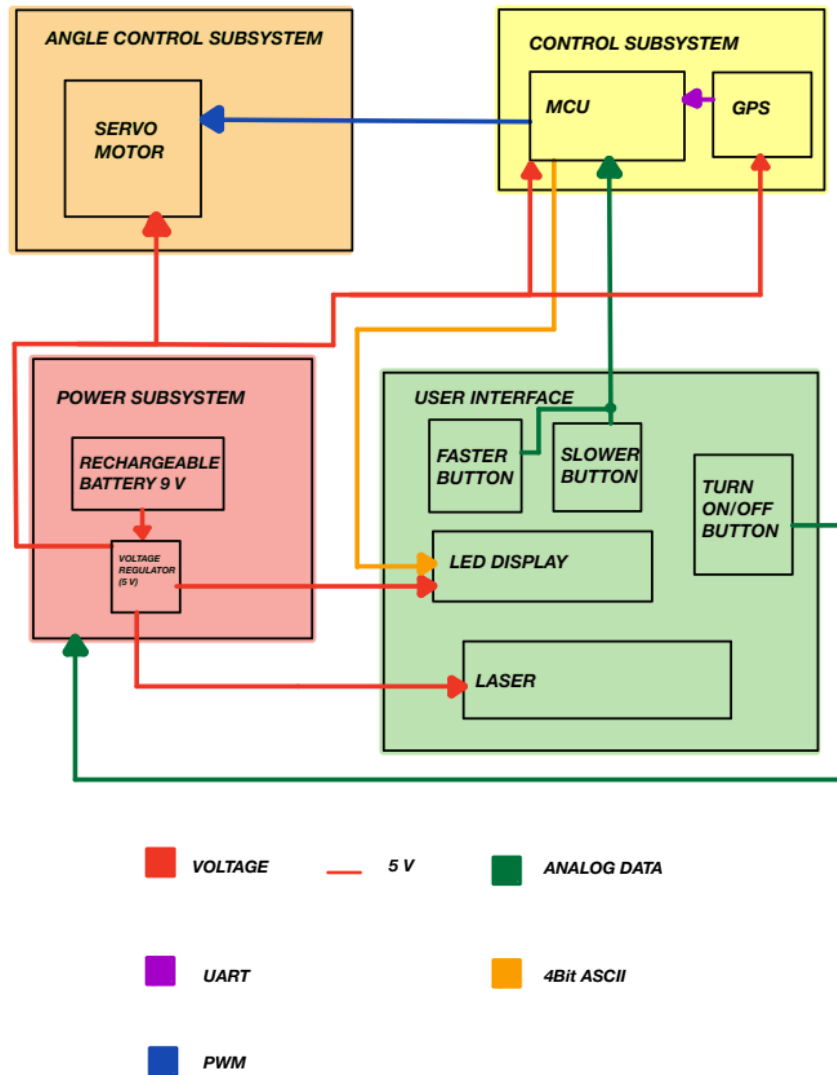 ANGLE CONTROL SUBSYSTEM
SERVO
MOTOR
CONTROL SUBSYSTEM
MCU
GPS
POWER SUBSYSTEM
RECHARGEABLE
BATTERY 9 V
VOLTAGE
REGULATOR
(5 V)
USER INTERFACE
FASTER
BUTTON
SLOWER
BUTTON
TURN
ON/OFF
BUTTON
LED DISPLAY
LASER
VOLTAGE
5 V
ANALOG DATA
UART
4Bit ASCII
PWM